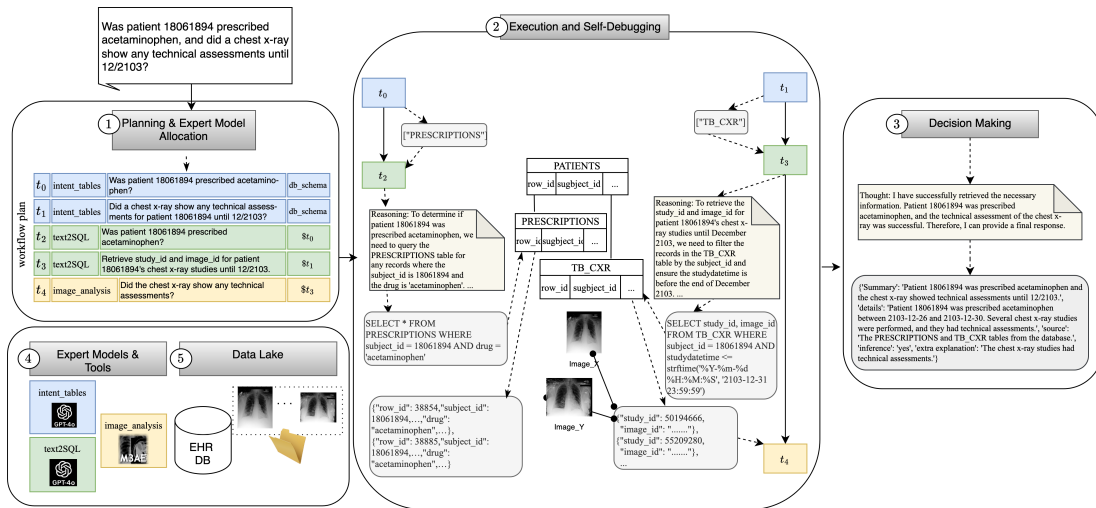 Was patient 18061894 prescribed
acetaminophen, and did a chest x-ray
show any technical assessments until
12/2103?
1
Planning & Expert Model
Allocation
workflow plan
t0 intent_tables Was patient 18061894 prescribed acetamino-
phen? db_schema
t1 intent_tables Did a chest x-ray show any technical assess-
ments for patient 18061894 until 12/2103? db_schema
t2 text2SQL Was patient 18061894 prescribed
acetaminophen? $t0
t3 text2SQL Retrieve study_id and image_id for patient
18061894's chest x-ray studies until 12/2103. $t1
t4 image_analysis Did the chest x-ray show any technical
assessments? $t3
4
Expert Models &
Tools
intent_tables
GPT-4o
text2SQL
GPT-4o
image_analysis
M3AE
5
Data Lake
EHR
DB
...
2
Execution and Self-Debugging
t0
["PRESCRIPTIONS"]
t2
Reasoning: To determine if
patient 18061894 was
prescribed acetaminophen, we
need to query the
PRESCRIPTIONS table for
any records where the
subject_id is 18061894 and
the drug is 'acetaminophen'. ...
SELECT * FROM
PRESCRIPTIONS WHERE
subject_id = 18061894 AND drug =
'acetaminophen'
{"row_id": 38854,"subject_id":
18061894,…,"drug":
"acetaminophen",…},
{"row_id": 38885,"subject_id":
18061894,…,"drug":
"acetaminophen",…}
PATIENTS
row_id sugbject_id ...
PRESCRIPTIONS
row_id sugbject_id ...
TB_CXR
row_id sugbject_id ...
Image_X
Image_Y
t1
["TB_CXR"]
t3
Reasoning: To retrieve the
study_id and image_id for
patient 18061894's chest x-
ray studies until December
2103, we need to filter the
records in the TB_CXR
table by the subject_id and
ensure the studydatetime is
before the end of December
2103. ...
SELECT study_id, image_id
FROM TB_CXR WHERE
subject_id = 18061894 AND
studydatetime <=
strftime('%Y-%m-%d
%H:%M:%S', '2103-12-31
23:59:59')
{"study_id": 50194666,
"image_id": "......."},
{"study_id": 55209280,
"image_id": "......."},
...
t4
3
Decision Making
Thought: I have successfully retrieved the necessary
information. Patient 18061894 was prescribed
acetaminophen, and the technical assessment of the chest x-
ray was successful. Therefore, I can provide a final response.
{'Summary': 'Patient 18061894 was prescribed acetaminophen and
the chest x-ray showed technical assessments until 12/2103.',
'details': 'Patient 18061894 was prescribed acetaminophen
between 2103-12-26 and 2103-12-30. Several chest x-ray studies
were performed, and they had technical assessments.', 'source':
'The PRESCRIPTIONS and TB_CXR tables from the database.',
'inference': 'yes', 'extra explanation': 'The chest x-ray studies had
technical assessments.'}